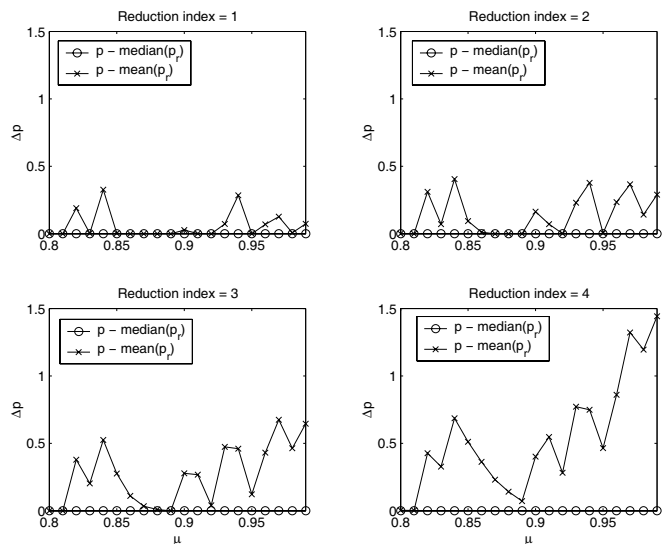 Reduction index = 1
1.5
1
0.5
0
Δp
p − median(p_r)
p − mean(p_r)
0.8 0.85 0.9 0.95
Reduction index = 2
1.5
1
0.5
0
Δp
p − median(p_r)
p − mean(p_r)
0.8 0.85 0.9 0.95
Reduction index = 3
1.5
1
0.5
0
Δp
p − median(p_r)
p − mean(p_r)
0.8 0.85 0.9 0.95
μ
Reduction index = 4
1.5
1
0.5
0
Δp
p − median(p_r)
p − mean(p_r)
0.8 0.85 0.9 0.95
μ